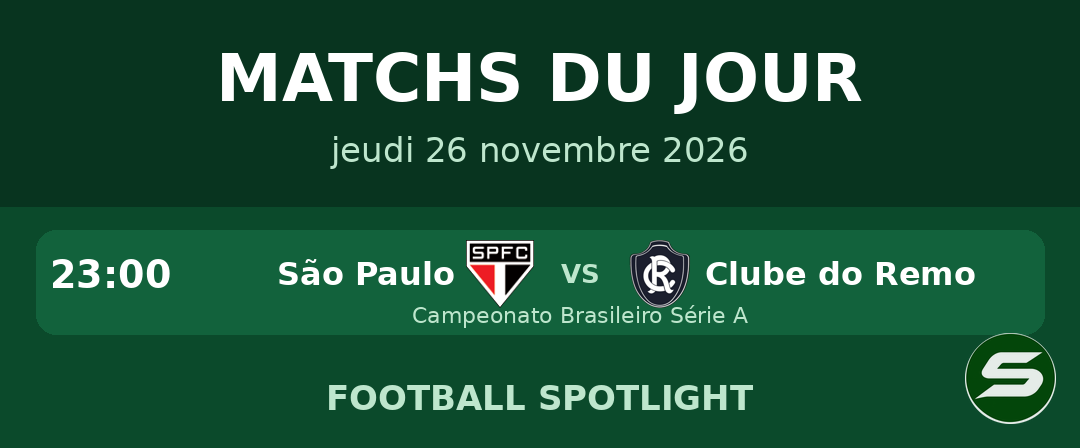 MATCHS DU JOUR
jeudi 26 novembre 2026
23:00 São Paulo SPFC VS CR Clube do Remo
Campeonato Brasileiro Série A
S
FOOTBALL SPOTLIGHT